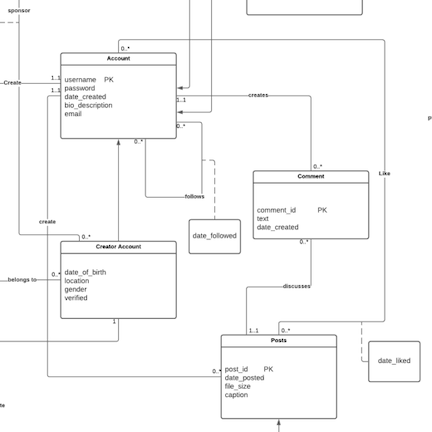 sponsor
0..*
Account
Create
1..1
username PK
password
date_created
bio_description
email
1..1
1..1
creates
0..*
0..*
0..*
Comment
Like
comment_id PK
text
date_created
follows
create
date_followed
0..*
0..*
Creator Account
belongs to
0..*
date_of_birth
location
gender
verified
discusses
1
1..1
0..*
Posts
date_liked
0..*
post_id PK
date_posted
file_size
caption
ta